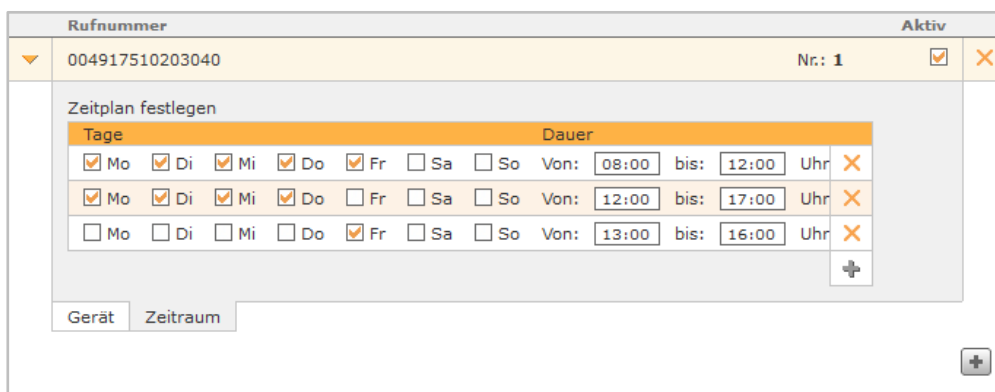 Rufnummer Aktiv
004917510203040 Nr.: 1
Zeitplan festlegen
Tage Dauer
Mo Di Mi Do Fr Sa So Von: 08:00 bis: 12:00 Uhr
Mo Di Mi Do Fr Sa So Von: 12:00 bis: 17:00 Uhr
Mo Di Mi Do Fr Sa So Von: 13:00 bis: 16:00 Uhr
Gerät Zeitraum